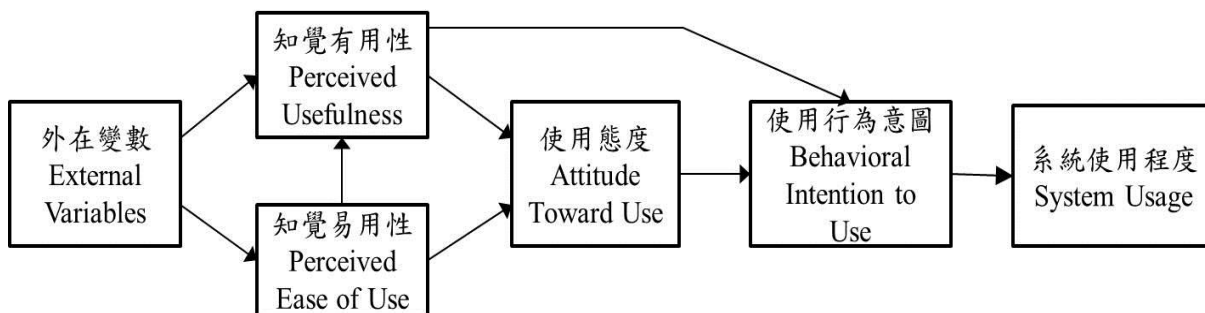 外在變數
External
Variables
知覺有用性
Perceived
Usefulness
知覺易用性
Perceived
Ease of Use
使用態度
Attitude
Toward Use
使用行為意圖
Behavioral
Intention to
Use
系統使用程度
System Usage